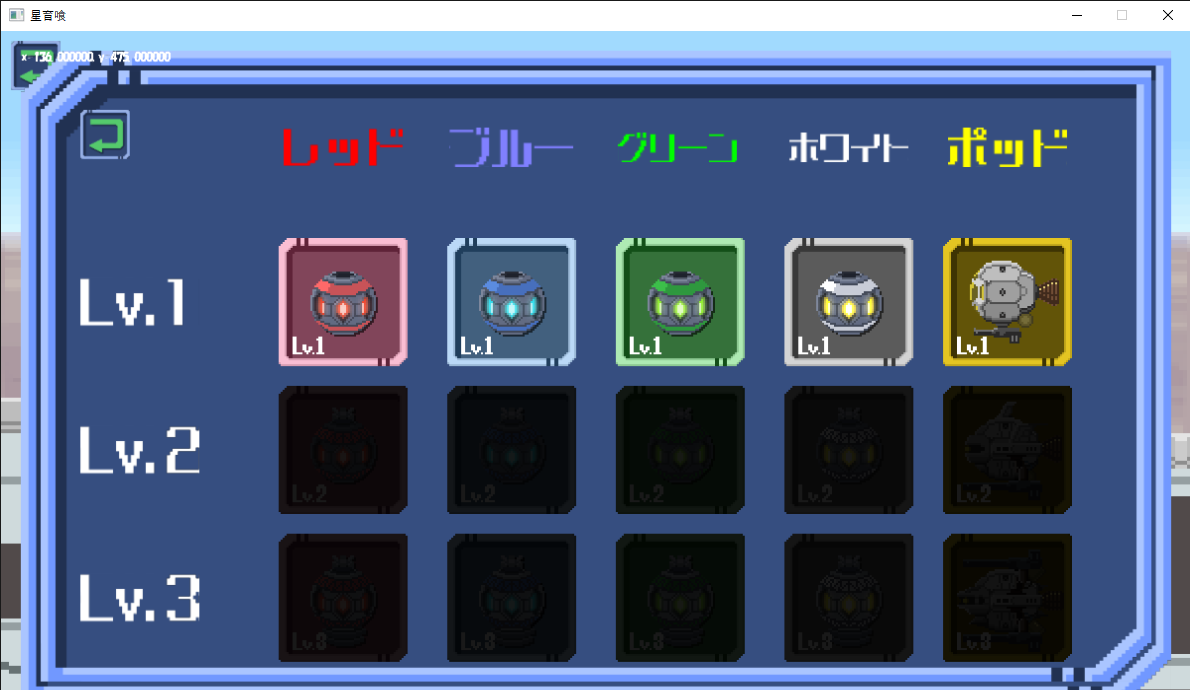 星育喰
x 136.000000 y 475.000000
レッド ブルー グリーン ホワイト ポッド
Lv.1 Lv.1 Lv.1 Lv.1 Lv.1 Lv.1
Lv.2 Lv.2 Lv.2 Lv.2 Lv.2 Lv.2
Lv.3 Lv.3 Lv.3 Lv.3 Lv.3 Lv.3